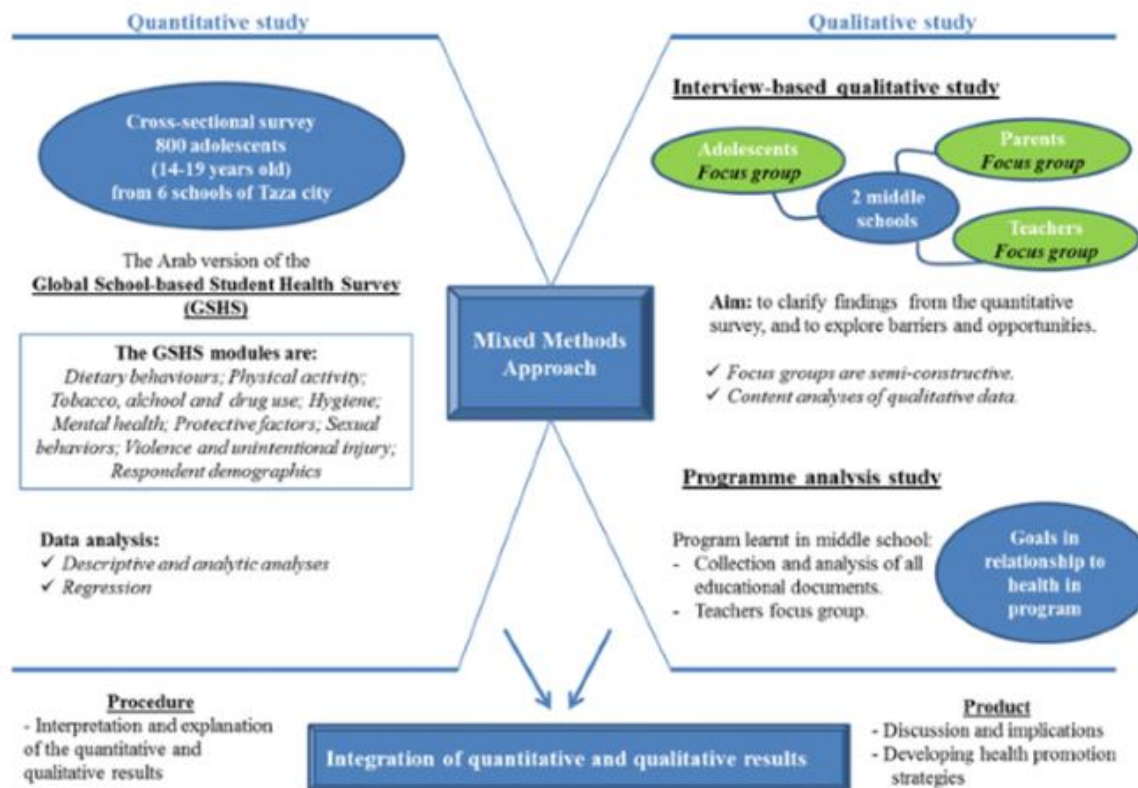 Quantitative study
Cross-sectional survey
800 adolescents
(14-19 years old)
from 6 schools of Taza city
The Arab version of the
Global School-based Student Health Survey
(GSHS)
The GSHS modules are:
Dietary behaviours; Physical activity;
Tobacco, alchool and drug use; Hygiene;
Mental health; Protective factors; Sexual
behaviors; Violence and unintentional injury;
Respondent demographics
Data analysis:
✓ Descriptive and analytic analyses
✓ Regression
Mixed Methods
Approach
Qualitative study
Interview-based qualitative study
Adolescents
Focus group
Parents
Focus group
2 middle
schools
Teachers
Focus group
Aim: to clarify findings from the quantitative
survey, and to explore barriers and opportunities.
✓ Focus groups are semi-constructive.
✓ Content analyses of qualitative data.
Programme analysis study
Program learnt in middle school:
- Collection and analysis of all
educational documents.
- Teachers focus group.
Goals in
relationship to
health in
program
Procedure
- Interpretation and explanation
of the quantitative and
qualitative results
Integration of quantitative and qualitative results
Product
- Discussion and implications
- Developing health promotion
strategies